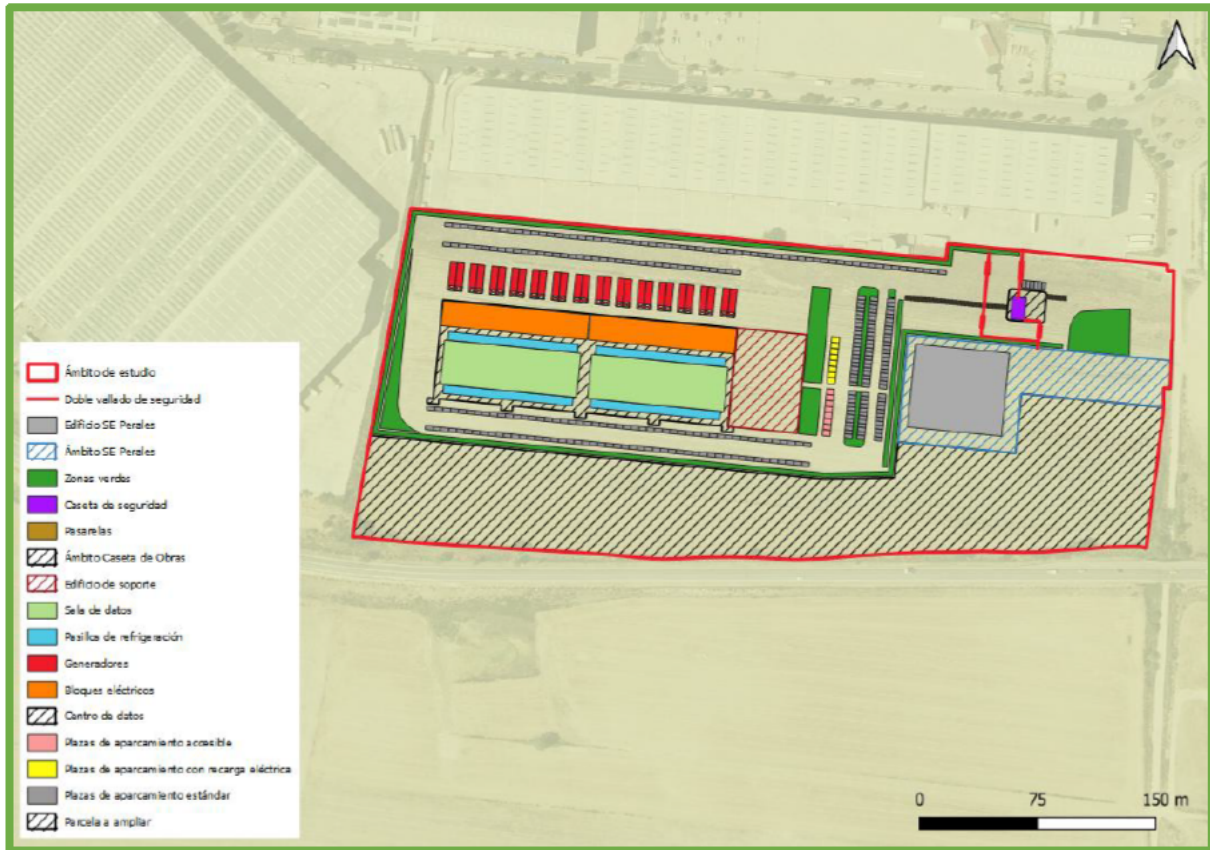 Ámbito de estudio
Doble vallado de seguridad
Edificio SE Perales
Ámbito SE Perales
Zonas verdes
Caseta de seguridad
Pasarelas
Ámbito Caseta de Obras
Edificio de soporte
Sala de datos
Pasillos de refrigeración
Generadores
Bloques eléctricos
Centro de datos
Plazas de aparcamiento accesible
Plazas de aparcamiento con recarga eléctrica
Plazas de aparcamiento estándar
Parcela a ampliar
0 75 150 m